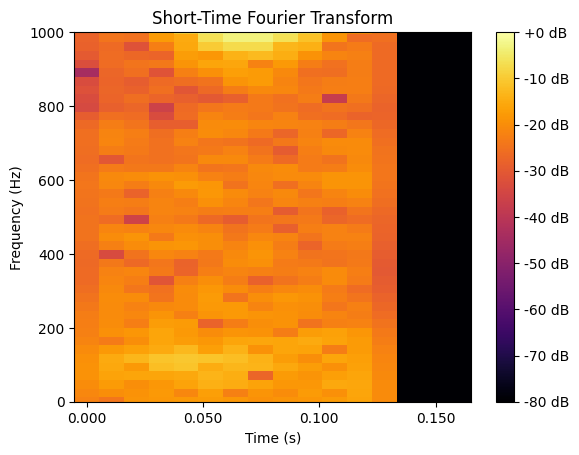 Short-Time Fourier Transform
Frequency (Hz)
1000
800
600
400
200
0
0.000
0.050
0.100
0.150
Time (s)
+0 dB
-10 dB
-20 dB
-30 dB
-40 dB
-50 dB
-60 dB
-70 dB
-80 dB